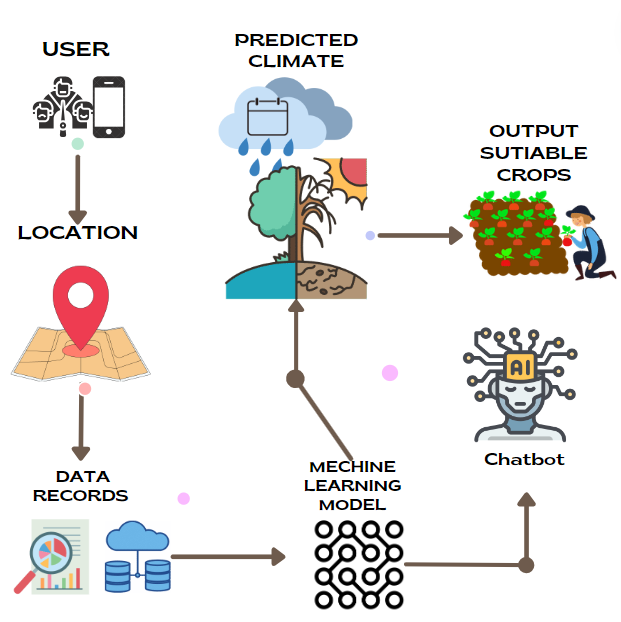 USER
LOCATION
DATA
RECORDS
PREDICTED
CLIMATE
MECHINE
LEARNING
MODEL
OUTPUT
SUTIABLE
CROPS
AI
Chatbot